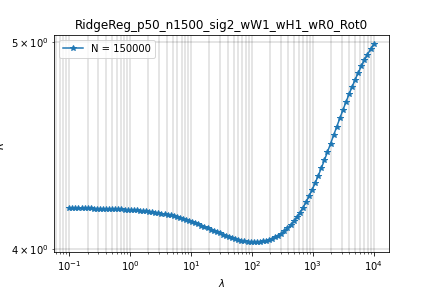 RidgeReg_p50_n1500_sig2_wW1_wH1_wR0_Rot0
5 × 10⁰
N = 150000
4 × 10⁰
10⁻¹ 10⁰ 10¹ 10² 10³ 10⁴
λ